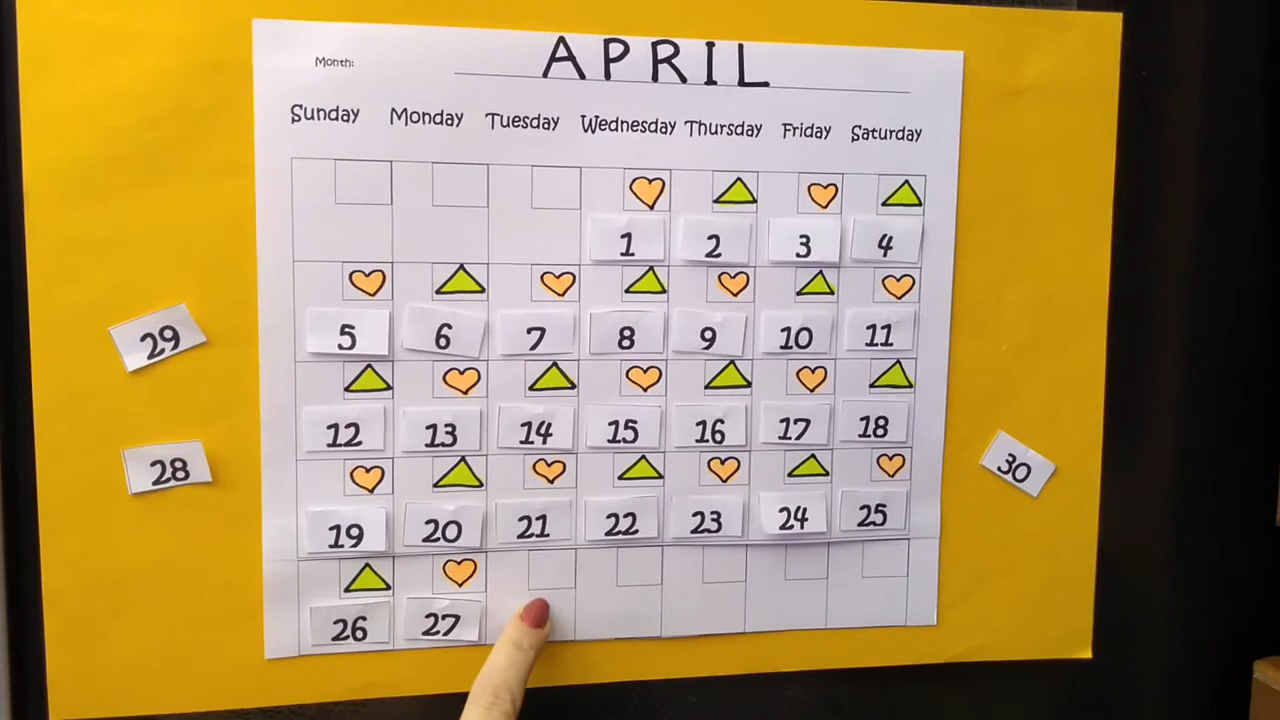 Month: APRIL
Sunday Monday Tuesday Wednesday Thursday Friday Saturday
1 2 3 4
5 6 7 8 9 10 11
12 13 14 15 16 17 18
19 20 21 22 23 24 25
26 27
29
28
30